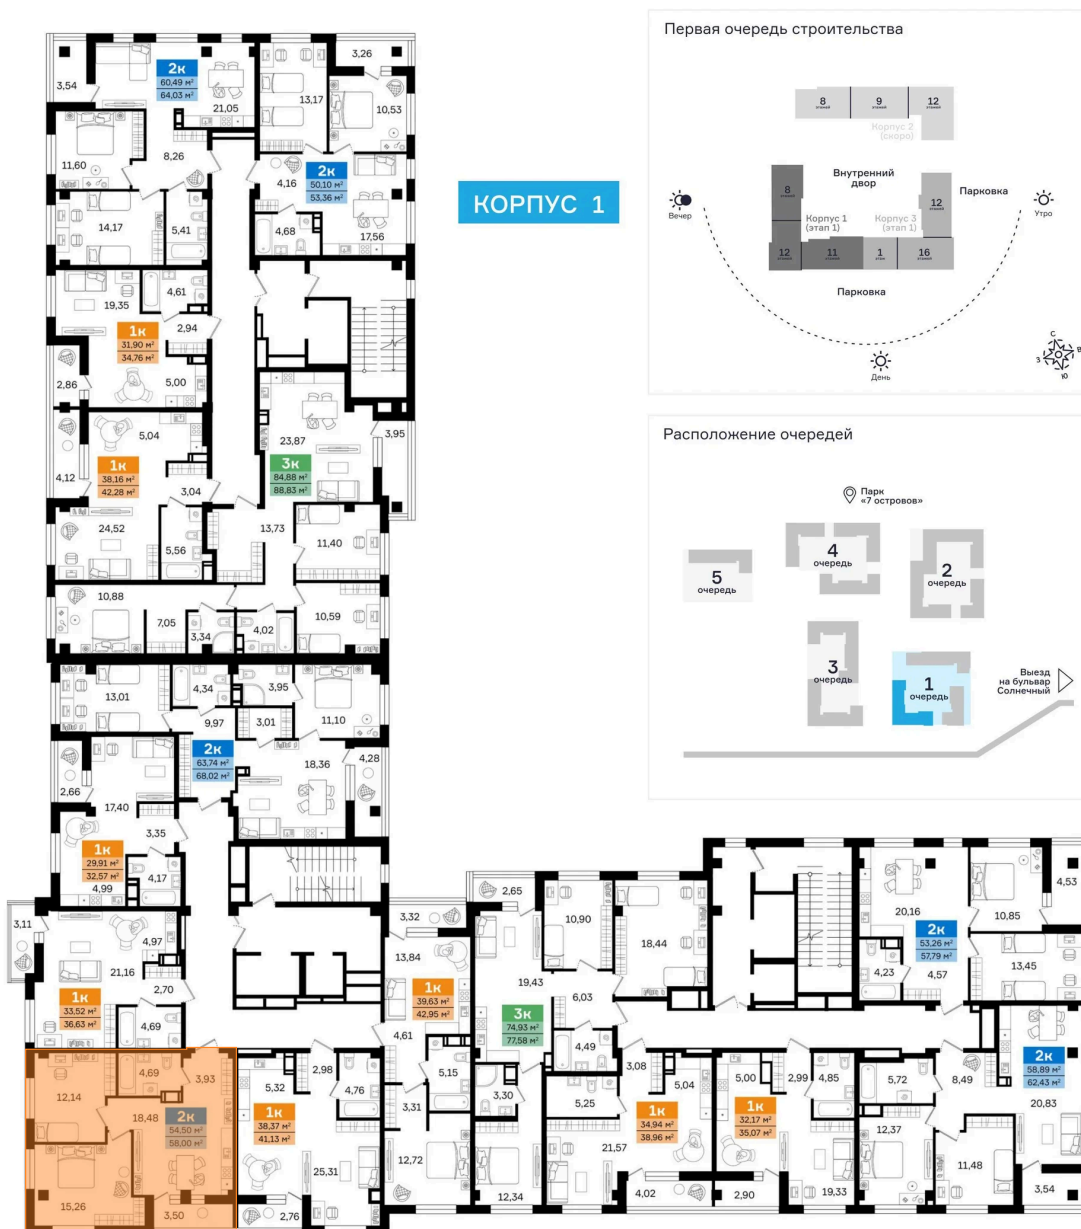 Первая очередь строительства
8
этажей
9
этажей
12
этажей
Корпус 2
(скоро)
Внутренний
двор
8
этажей
12
этажей
Парковка
Вечер
Утро
Корпус 1
(этап 1)
Корпус 3
(этап 1)
12
этажей
11
этажей
1
этаж
16
этажей
Парковка
День
С
В
Ю
З
КОРПУС 1
Расположение очередей
Парк
«7 островов»
4
очередь
5
очередь
2
очередь
3
очередь
1
очередь
Выезд
на бульвар
Солнечный
3,54
2к
60,49 м²
64,03 м²
21,05
13,17
3,26
10,53
11,60
8,26
4,16
2к
50,10 м²
53,36 м²
14,17
5,41
4,68
17,56
19,35
4,61
1к
31,90 м²
34,76 м²
2,94
2,86
5,00
5,04
23,87
3,95
4,12
1к
38,16 м²
42,28 м²
3,04
3к
84,88 м²
88,83 м²
24,52
5,56
13,73
11,40
10,88
7,05
3,34
4,02
10,59
13,01
4,34
3,95
11,10
9,97
3,01
2к
63,74 м²
68,02 м²
18,36
4,28
2,66
17,40
3,35
1к
29,91 м²
32,57 м²
4,99
4,17
3,11
4,97
21,16
2,70
1к
33,52 м²
36,63 м²
4,69
3,32
13,84
1к
39,63 м²
42,95 м²
4,61
5,15
3,31
12,72
2,65
10,90
18,44
19,43
6,03
3к
74,93 м²
77,58 м²
4,49
3,30
12,34
20,16
10,85
4,53
2к
53,26 м²
57,79 м²
4,23
4,57
13,45
4,69
3,93
12,14
18,48
2к
54,50 м²
58,00 м²
15,26
3,50
5,32
2,98
4,76
1к
38,37 м²
41,13 м²
25,31
2,76
3,08
5,04
5,25
1к
34,94 м²
38,96 м²
21,57
4,02
5,00
2,99
4,85
1к
32,17 м²
35,07 м²
19,33
2,90
5,72
8,49
2к
58,89 м²
62,43 м²
20,83
12,37
11,48
3,54